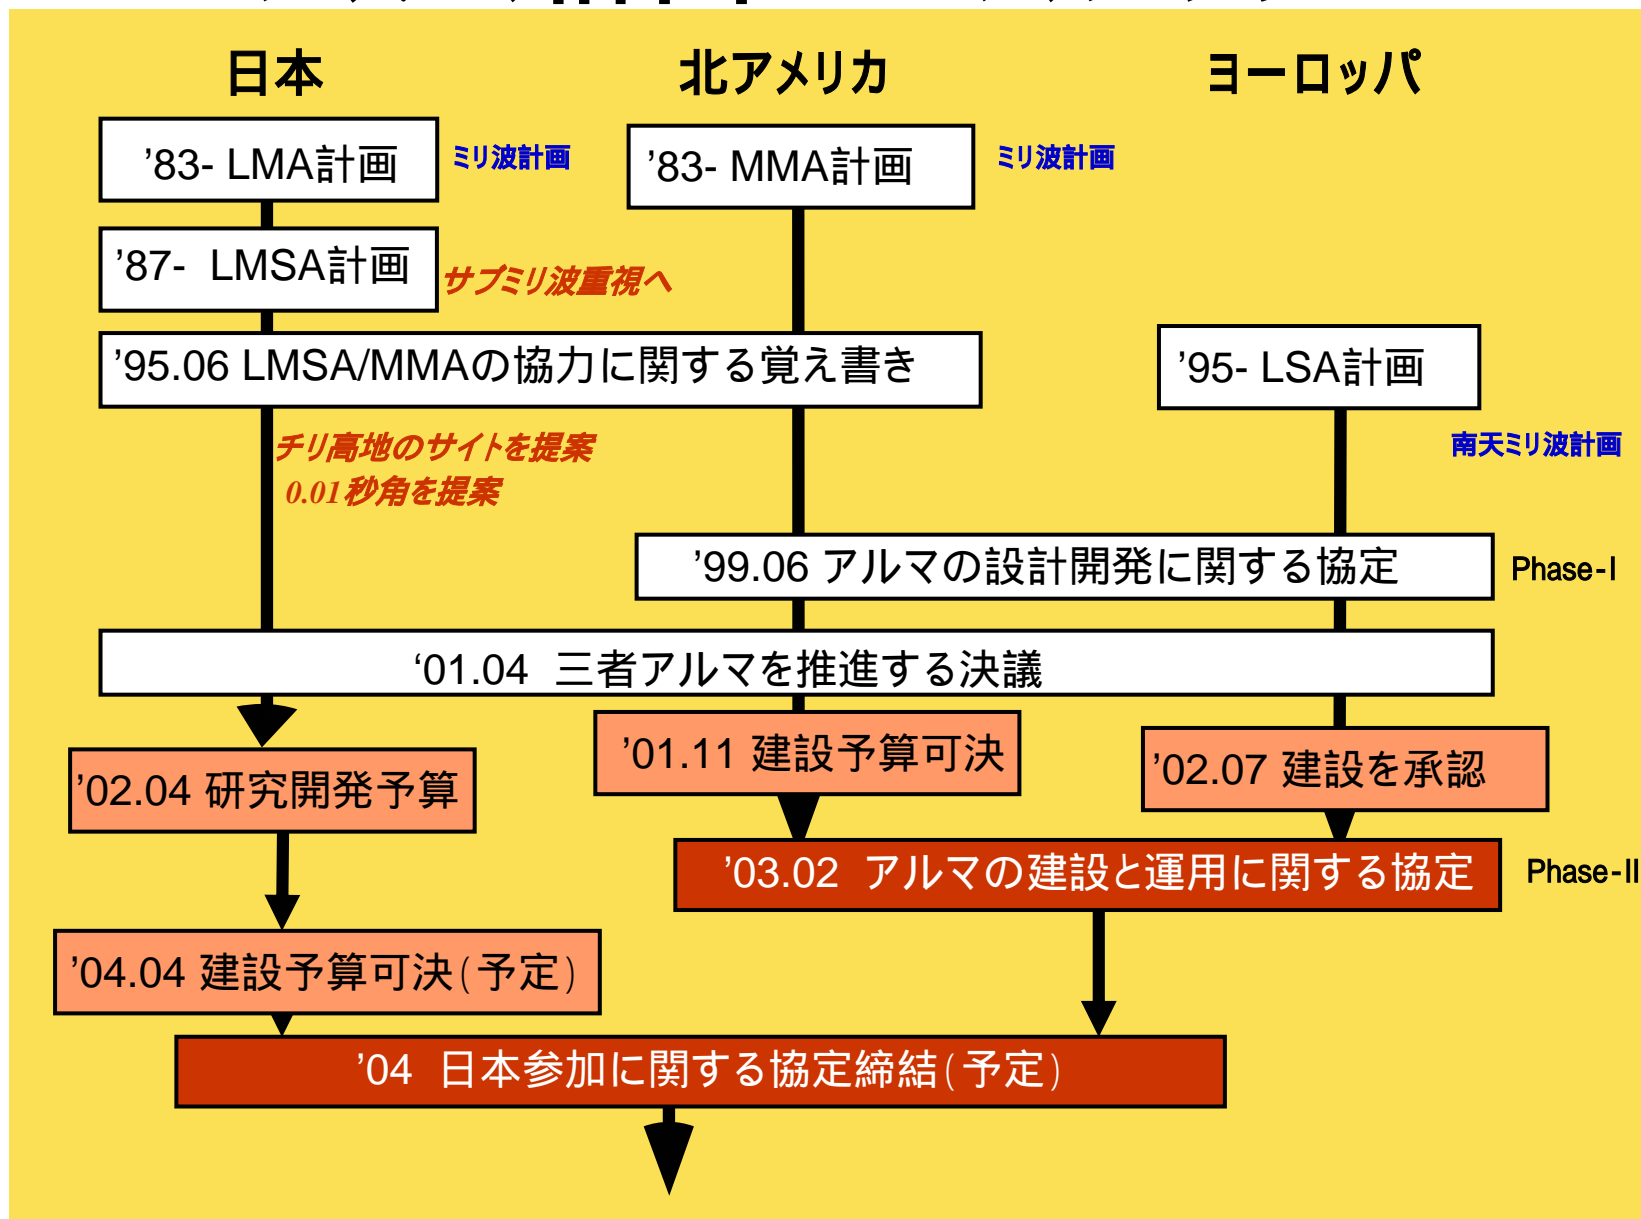 日本
北アメリカ
ヨーロッパ
’83- LMA計画
ミリ波計画
’83- MMA計画
ミリ波計画
’87- LMSA計画
サブミリ波重視へ
’95.06 LMSA/MMAの協力に関する覚え書き
’95- LSA計画
チリ高地のサイトを提案
0.01秒角を提案
南天ミリ波計画
’99.06 アルマの設計開発に関する協定
Phase-I
‘01.04 三者アルマを推進する決議
’01.11 建設予算可決
’02.07 建設を承認
’02.04 研究開発予算
’03.02 アルマの建設と運用に関する協定
Phase-II
’04.04 建設予算可決(予定)
’04 日本参加に関する協定締結(予定)